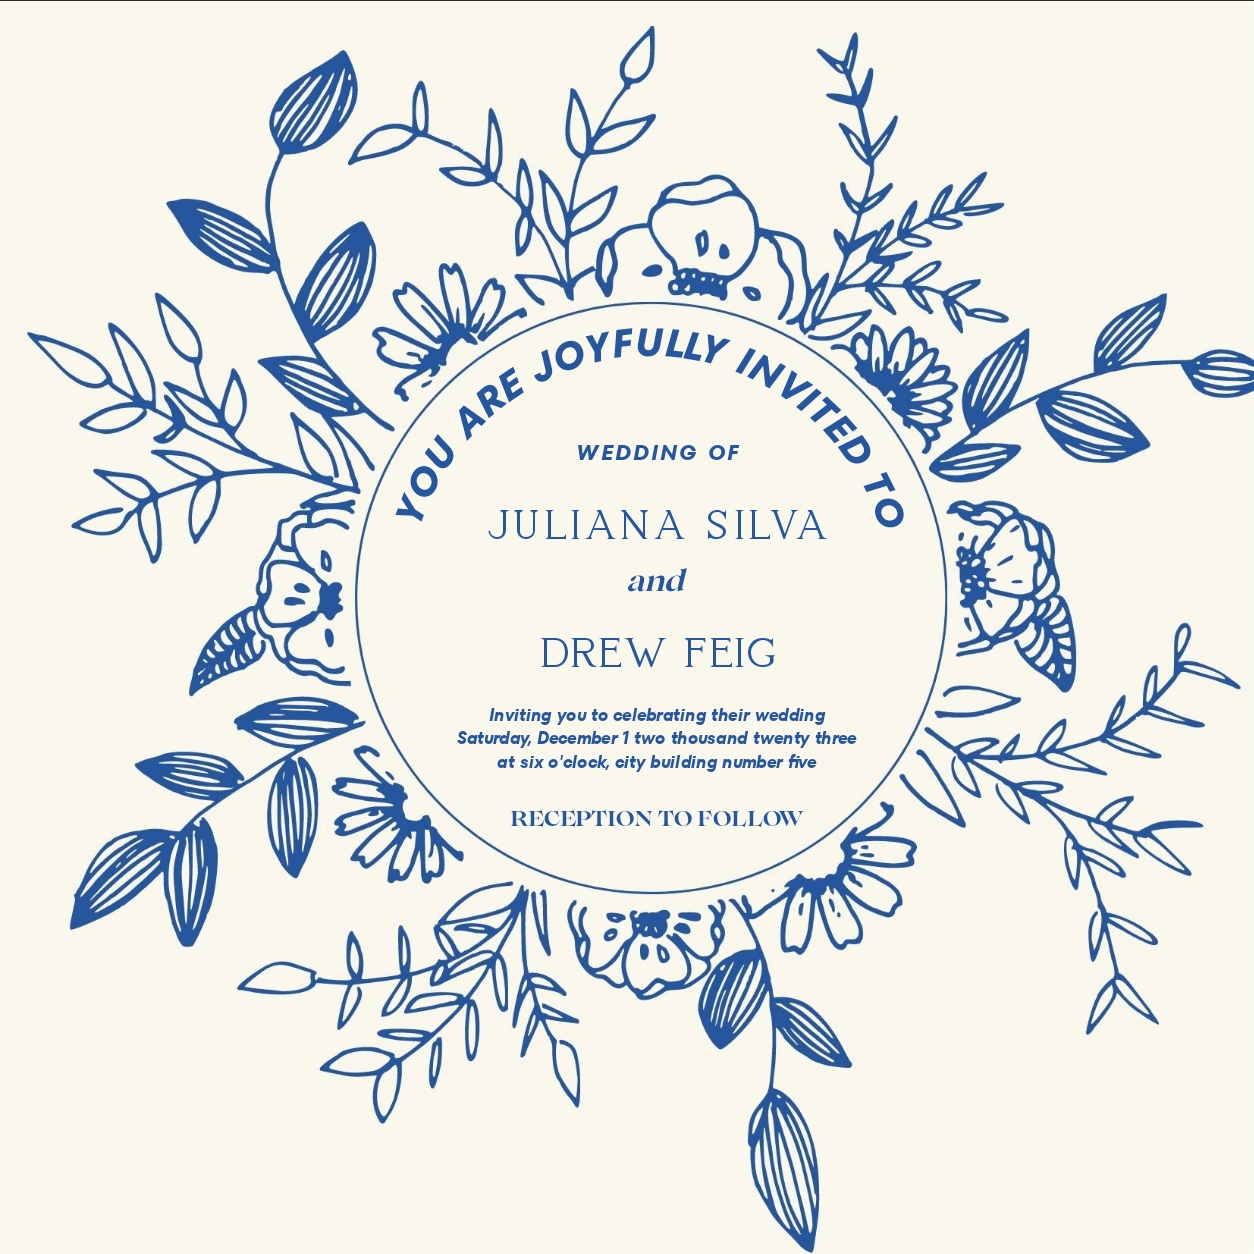 YOU ARE JOYFULLY INVITED TO
WEDDING OF
JULIANA SILVA
and
DREW FEIG
Inviting you to celebrating their wedding
Saturday, December 1 two thousand twenty three
at six o'clock, city building number five
RECEPTION TO FOLLOW